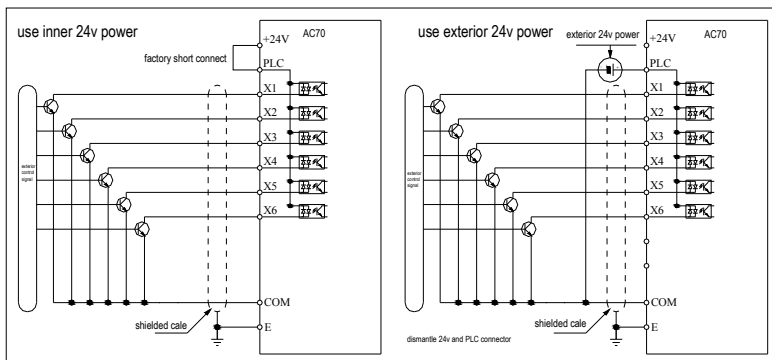 use inner 24v power
factory short connect
+24V
PLC
X1
X2
X3
X4
X5
X6
COM
E
AC70
exterior
control
signal
shielded cale
use exterior 24v power
exterior 24v power
+24V
PLC
X1
X2
X3
X4
X5
X6
COM
E
AC70
exterior
control
signal
shielded cale
dismantle 24v and PLC connector